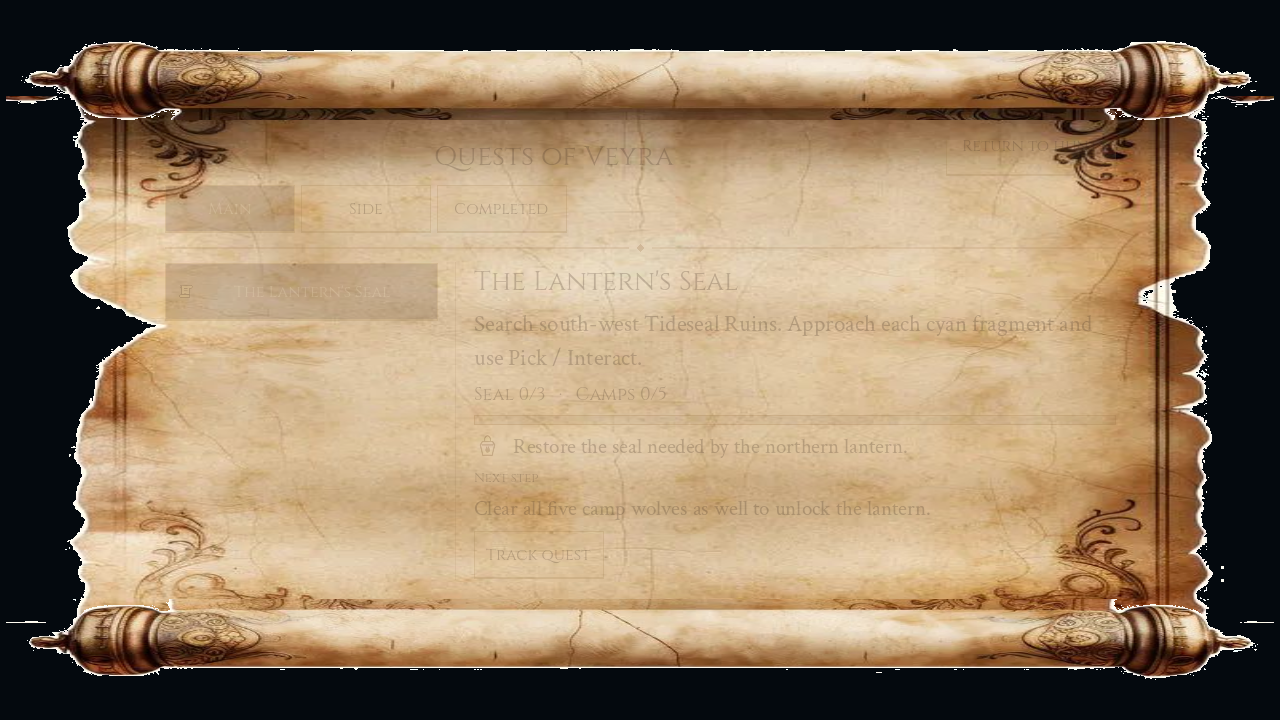 QUESTS OF VEYRA
RETURN TO
MAIN
SIDE
COMPLETED
THE LANTERN'S SEAL
THE LANTERN'S SEAL
Search south-west Tideseal Ruins. Approach each cyan fragment and
use Pick / Interact.
SEAL 0/3 CAMPS 0/5
Restore the seal needed by the northern lantern.
NEXT STEP
Clear all five camp wolves as well to unlock the lantern.
TRACK QUEST